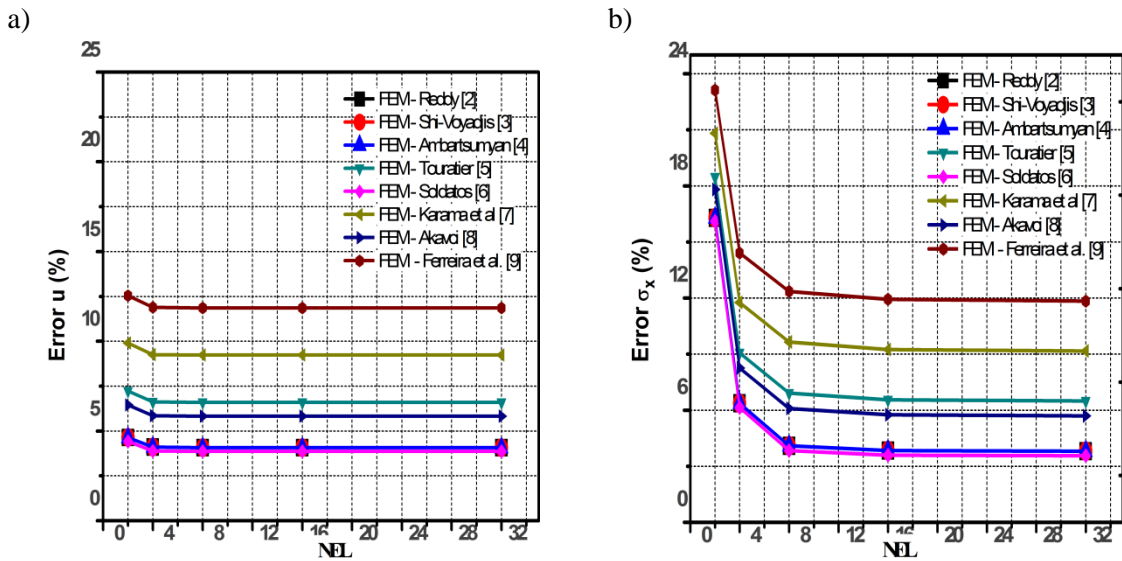 a)
25
20
15
10
5
0
Error u (%)
FEM - Reddy [2]
FEM - Shi-Voyadjis [3]
FEM - Ambartsumyan [4]
FEM - Touratier [5]
FEM - Soldatos [6]
FEM - Karama et al [7]
FEM - Akavci [8]
FEM - Ferreira et al. [9]
0 4 8 12 16 20 24 28 32
NEL
b)
24
18
12
6
0
Error σx (%)
FEM - Reddy [2]
FEM - Shi-Voyadjis [3]
FEM - Ambartsumyan [4]
FEM - Touratier [5]
FEM - Soldatos [6]
FEM - Karama et al [7]
FEM - Akavci [8]
FEM - Ferreira et al. [9]
0 4 8 12 16 20 24 28 32
NEL